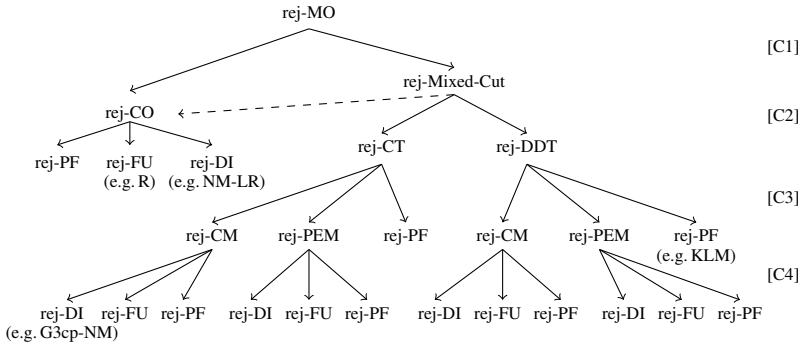 rej-MO
[C1]
rej-Mixed-Cut
rej-CO
[C2]
rej-CT rej-DDT
rej-PF rej-FU rej-DI
(e.g. R) (e.g. NM-LR)
[C3]
rej-CM rej-PEM rej-PF rej-CM rej-PEM rej-PF
(e.g. KLM)
[C4]
rej-DI rej-FU rej-PF rej-DI rej-FU rej-PF rej-DI rej-FU rej-PF rej-DI rej-FU rej-PF
(e.g. G3cp-NM)